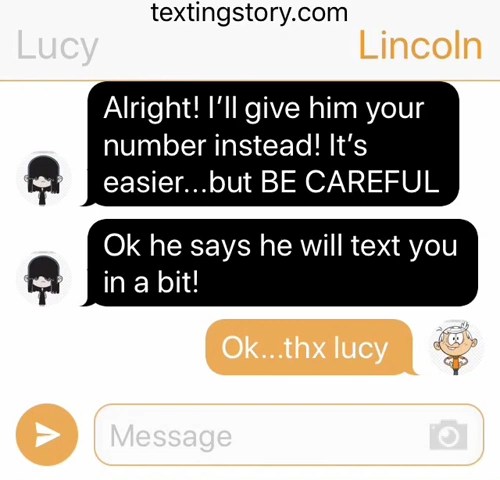 textingstory.com
Lucy Lincoln
Alright! I’ll give him your
number instead! It’s
easier...but BE CAREFUL
Ok he says he will text you
in a bit!
Ok...thx lucy
Message